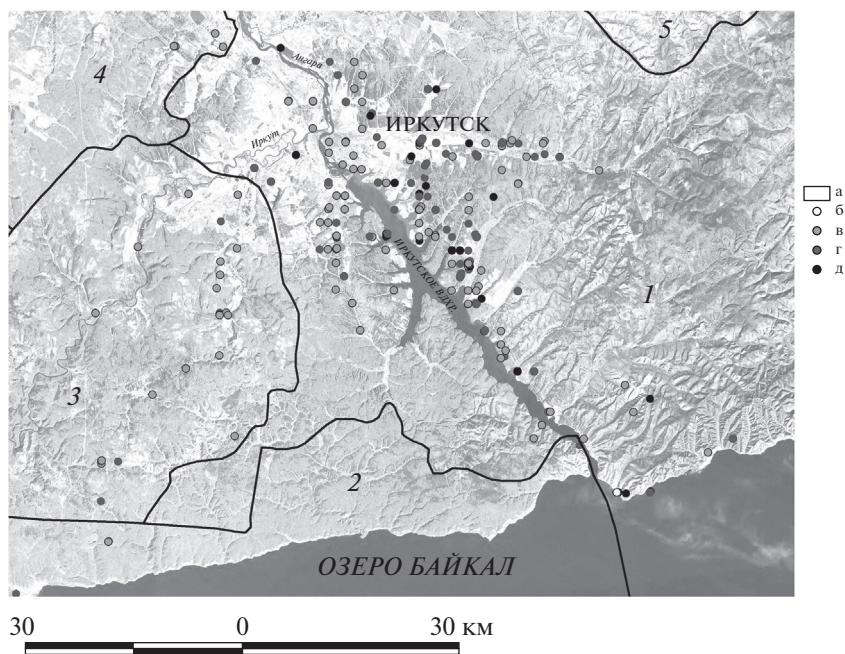 5
4
Ангара
ИРКУТСК
Иркут
а
б
в
г
д
ИРКУТСКОЕ ВДХР.
1
3
2
ОЗЕРО БАЙКАЛ
30 0 30 км